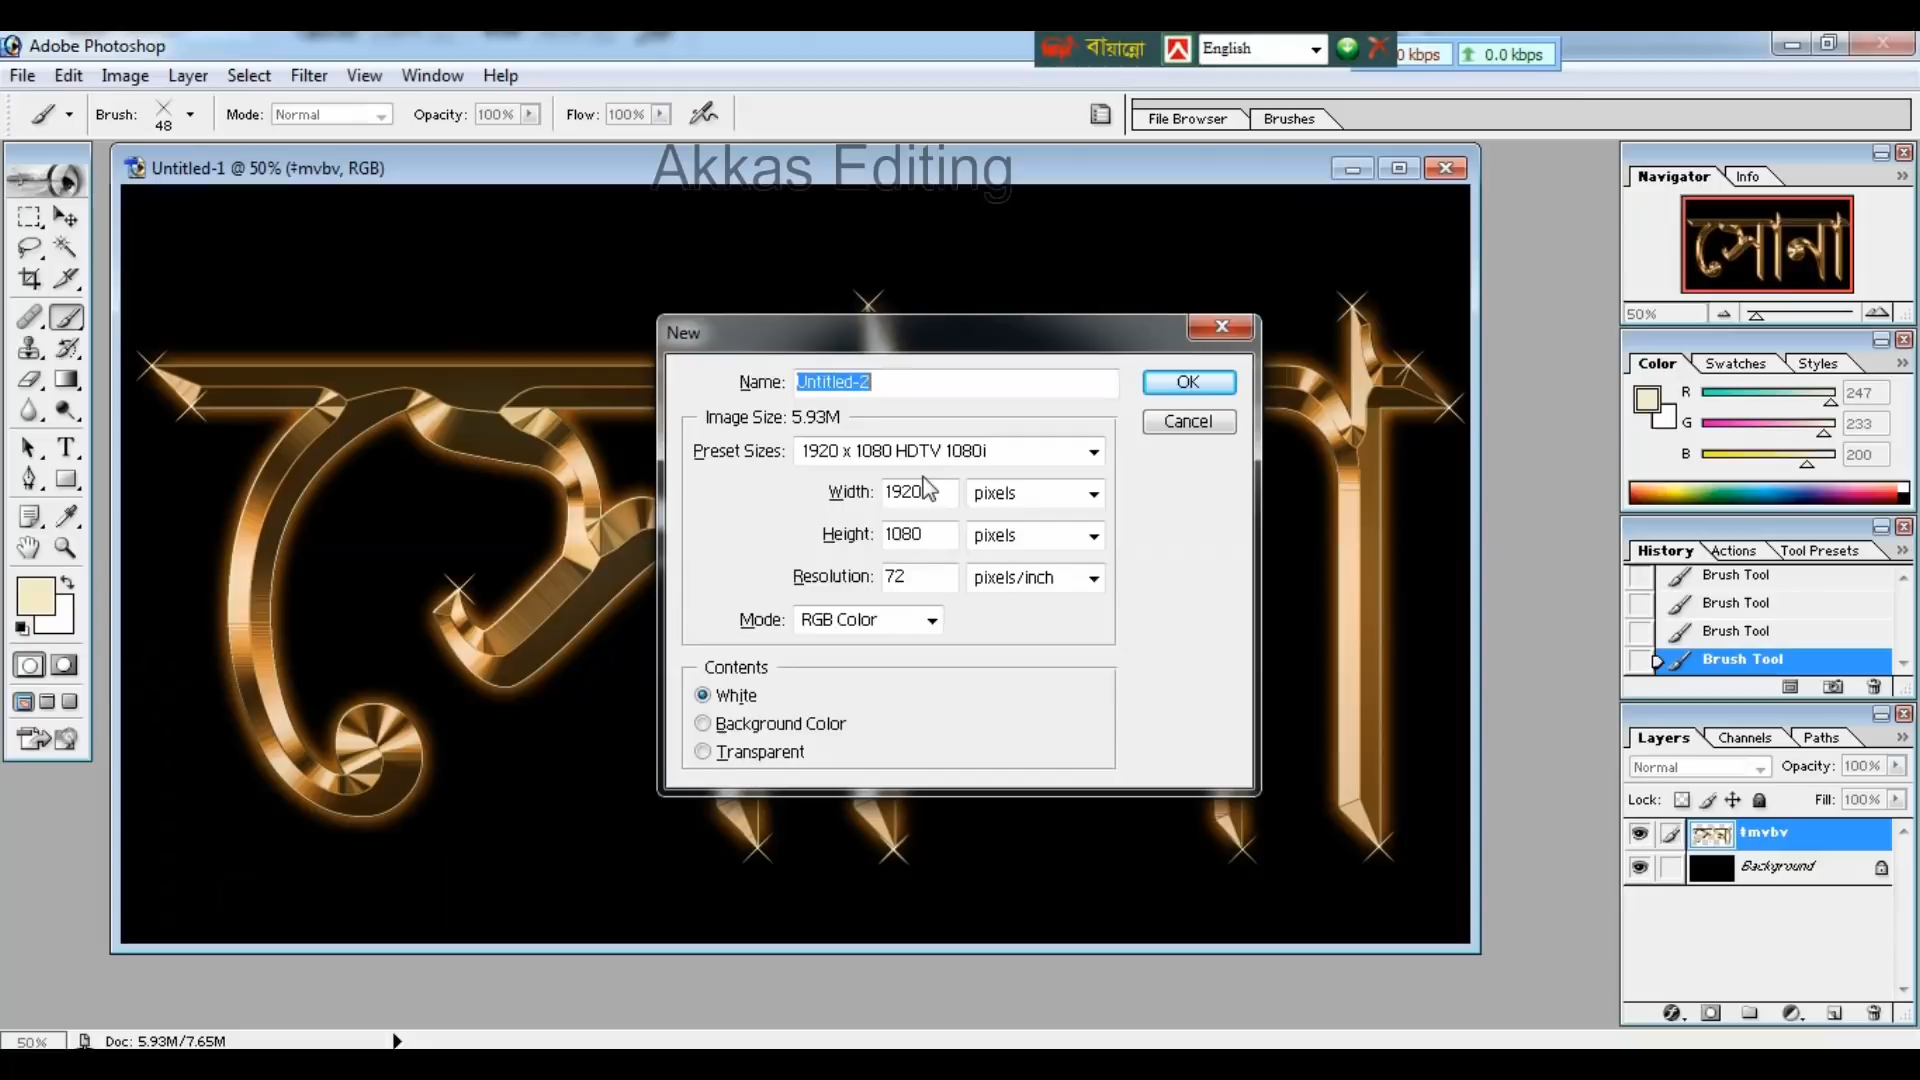 Adobe Photoshop
বায়ান্নো
English
0 kbps
0.0 kbps
File Edit Image Layer Select Filter View Window Help
Brush: 48 Mode: Normal Opacity: 100% Flow: 100%
File Browser Brushes
Akkas Editing
Untitled-1 @ 50% (‡mvbv, RGB)
Navigator Info
সোনা
50%
New
Name: Untitled-2
OK
Image Size: 5.93M
Cancel
Preset Sizes: 1920 x 1080 HDTV 1080i
Width: 1920 pixels
Height: 1080 pixels
Resolution: 72 pixels/inch
Mode: RGB Color
Contents
White
Background Color
Transparent
Color Swatches Styles
R 247
G 233
B 200
History Actions Tool Presets
Brush Tool
Brush Tool
Brush Tool
Brush Tool
Layers Channels Paths
Normal Opacity: 100%
Lock: Fill: 100%
‡mvbv
Background
50% Doc: 5.93M/7.65M